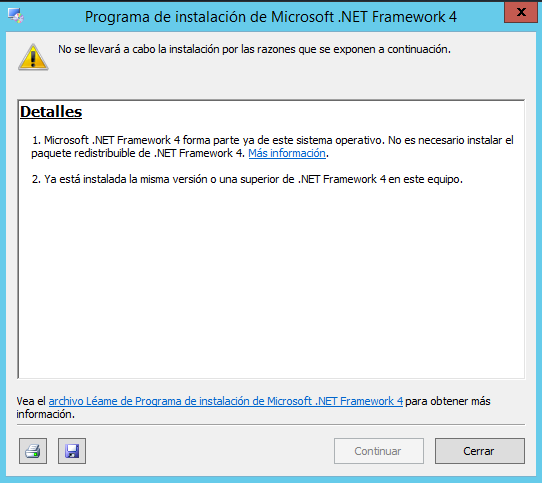 Programa de instalación de Microsoft .NET Framework 4
x
No se llevará a cabo la instalación por las razones que se exponen a continuación.
Detalles
1. Microsoft .NET Framework 4 forma parte ya de este sistema operativo. No es necesario instalar el
paquete redistribuible de .NET Framework 4. Más información.
2. Ya está instalada la misma versión o una superior de .NET Framework 4 en este equipo.
Vea el archivo Léame de Programa de instalación de Microsoft .NET Framework 4 para obtener más
información.
Continuar
Cerrar